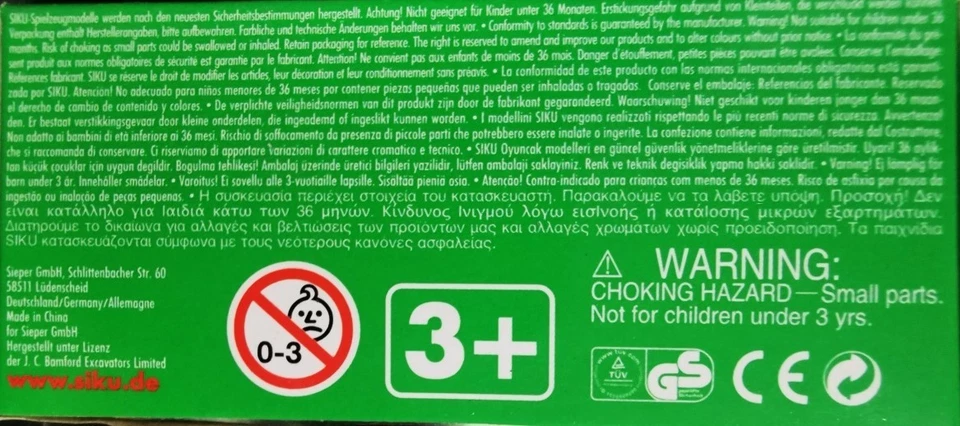 SIKU-Spielzeugmodelle werden nach den neuesten Sicherheitsbestimmungen hergestellt. Achtung! Nicht geeignet für Kinder unter 36 Monaten. Erstickungsgefahr aufgrund von Kleinteilen, die verschluckt werden
Verpackung enthält Herstellerangaben, bitte aufbewahren. Farbliche und technische Änderungen behalten wir uns vor. • Conformity to standards is guaranteed by the manufacturer. Warning! Not suitable for children under 36
months. Risk of choking as small parts could be swallowed or inhaled. Retain packaging for reference. The right is reserved to amend and improve our products and to alter colours without prior notice. • La conformité du pré-
sent produit aux normes obligatoires de sécurité est garantie par le fabricant. Attention! Ne convient pas aux enfants de moins de 36 mois. Danger d'étouffement, petites pièces pouvant être avalées. Conserver l'emballage
Références fabricant. SIKU se réserve le droit de modifier les articles, leur décoration et leur conditionnement sans préavis. • La conformidad de este producto con las normas internacionales obligatorias está garanti-
zada por SIKU. Atención! No adecuado para niños menores de 36 meses por contener piezas pequeñas que pueden ser inhaladas o tragadas. Conserve el embalaje: Referencias del fabricante. Reservado
el derecho de cambio de contenido y colores. • De verplichte veiligheidsnormen van dit produkt zijn door de fabrikant gegarandeerd. Waarschuwing! Niet geschikt voor kinderen jonger dan 36 maan-
den. Er bestaat verstikkingsgevaar door kleine onderdelen, die ingeademd of ingeslikt kunnen worden. • I modellini SIKU vengono realizzati rispettando le più recenti norme di sicurezza. Avvertenza!
Non adatto ai bambini di età inferiore ai 36 mesi. Rischio di soffocamento da presenza di piccole parti che potrebbero essere inalate o ingerite. La confezione contiene informazioni, redatte dal Costruttore,
che si raccomanda di conservare. Ci riserviamo di apportare variazioni di carattere cromatico e tecnico. • SIKU Oyuncak modelleri en güncel güvenlik yönetmeliklerine göre üretilmistir. Uyari! 36 aylik-
tan küçük çocuklar için uygun degildir. Bogulma tehlikesi! Ambalaj üzerinde üretici bilgileri yazilidir, lütfen ambalaji saklayiniz. Renk ve teknik degisiklik yapma hakki saklidir. • Varning! Ej lämplig för
barn under 3 år. Innehåller smådelar. • Varoitus! Ei sovellu alle 3-vuotiaille lapsille. Sisältää pieniä osia. • Atenção! Contra-indicado para crianças com menos de 36 meses. Risco de asfixia por causa da
ingestão ou inalação de peças pequenas. • Η συσκευασία περιέχει στοιχεία του κατασκευαστή. Παρακαλούμε να τα λάβετε υπόψη. Προσοχή! Δεν
είναι κατάλληλο για Ιαιδιά κάτω των 36 μηνών. Κίνδυνος Ινιγμού λόγω εισΙνοής ή κατάΙοσης μικρών εξαρτημάτων.
Διατηρούμε το δικαίωμα για αλλαγές και βελτιώσεις των προϊόντων μας και αλλαγές χρωμάτων χωρίς προειδοποίηση. Τα παιχνίδια
SIKU κατασκευάζονται σύμφωνα με τους νεότερους κανόνες ασφαλείας.
Sieper GmbH, Schlittenbacher Str. 60
58511 Lüdenscheid
Deutschland/Germany/Allemagne
Made in China
for Sieper GmbH
Hergestellt unter Lizenz
der J. C. Bamford Excavators Limited
www.siku.de
0-3
3+
WARNING:
CHOKING HAZARD—Small parts.
Not for children under 3 yrs.
TÜV
GS
geprüfte
Sicherheit
CE